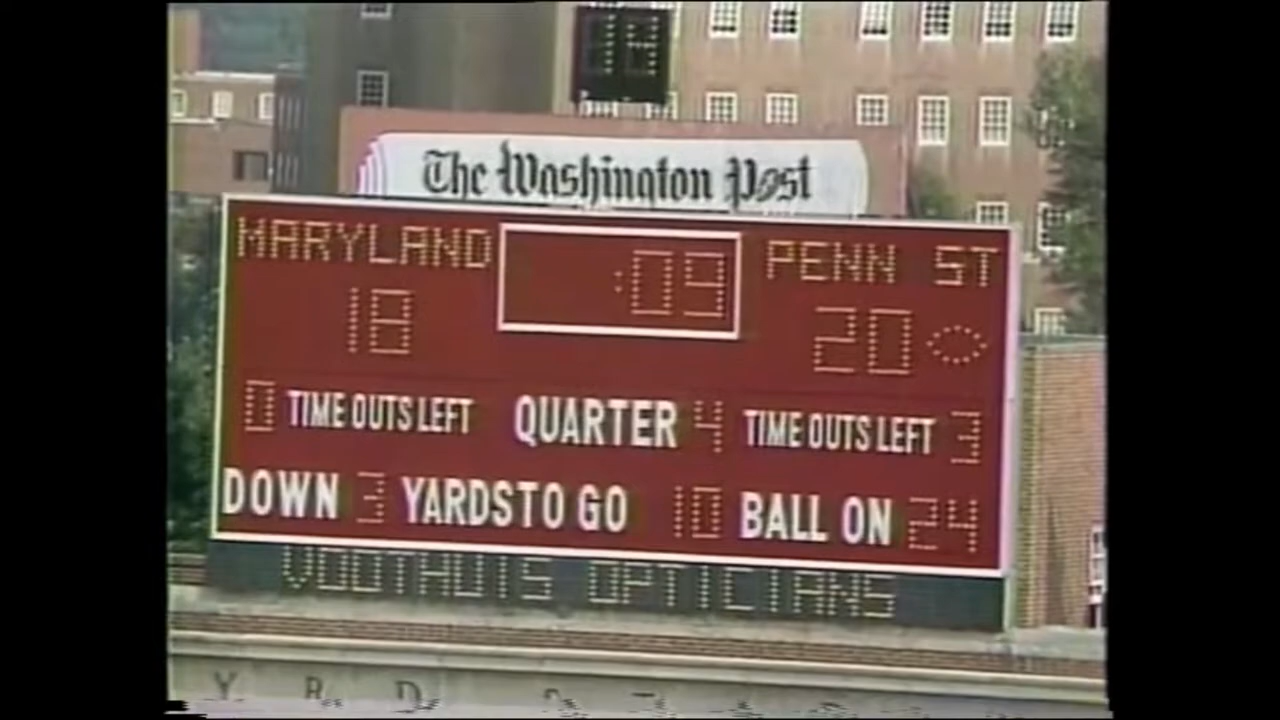 The Washington Post
MARYLAND :09 PENN ST
18 20
0 TIME OUTS LEFT QUARTER 4 TIME OUTS LEFT 3
DOWN 3 YARDS TO GO 10 BALL ON 24
VOOTHUIS OPTICIANS
Y R D